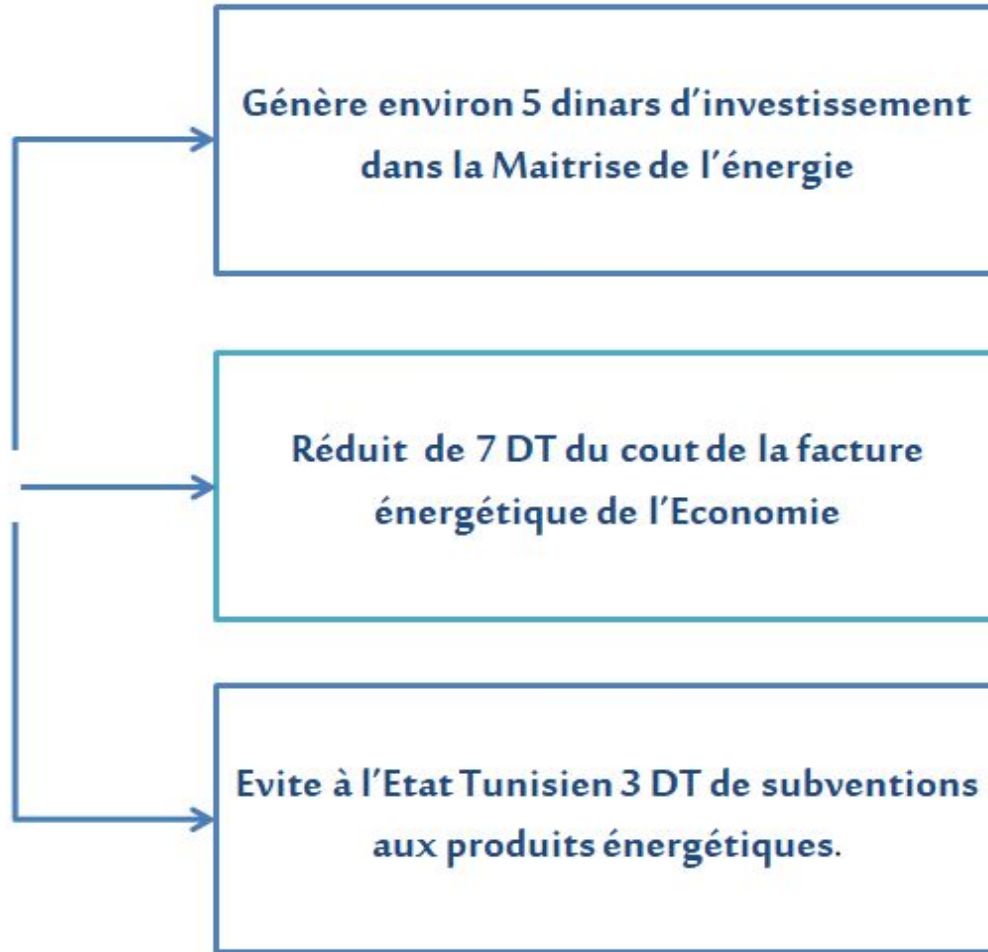 Génère environ 5 dinars d'investissement
dans la Maitrise de l'énergie
Réduit de 7 DT du cout de la facture
énergétique de l'Economie
Evite à l'Etat Tunisien 3 DT de subventions
aux produits énergétiques.